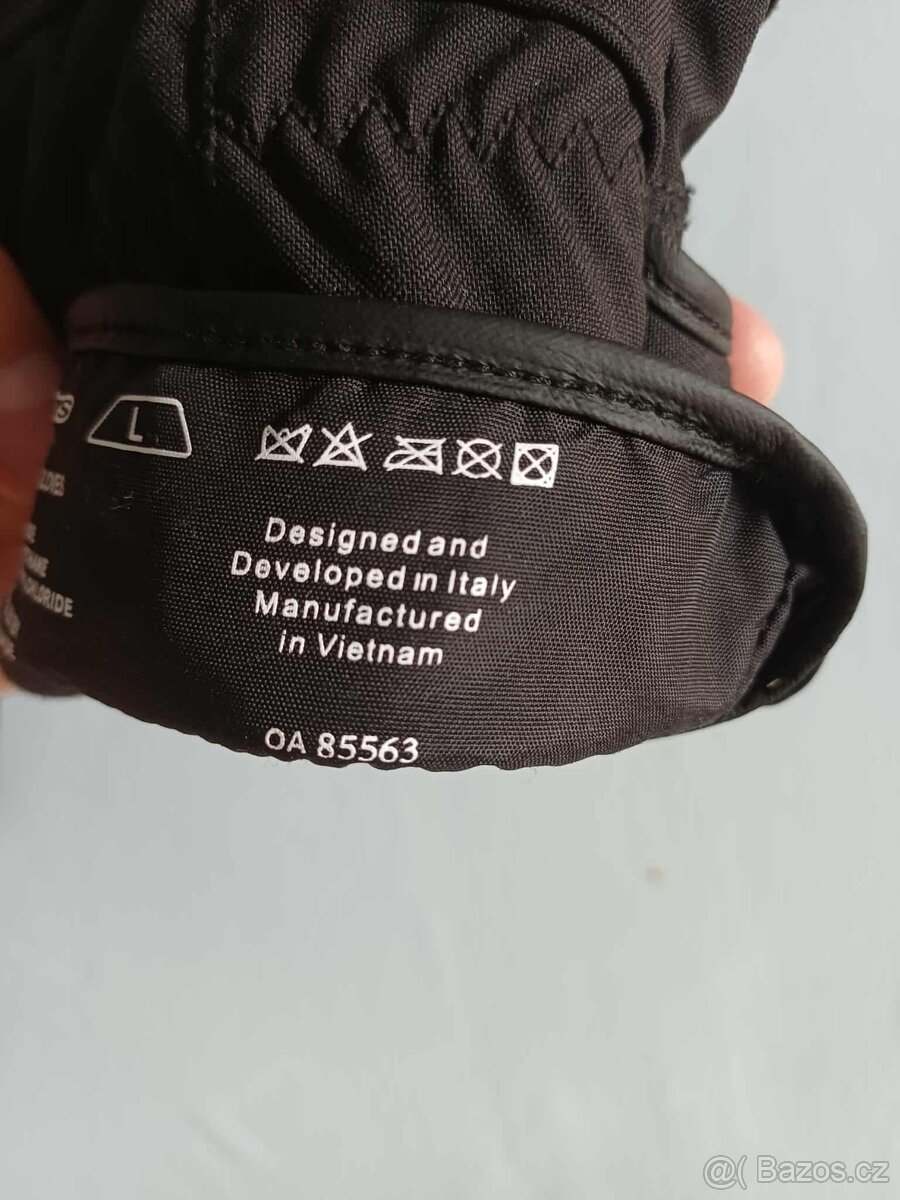 L
Designed and
Developed in Italy
Manufactured
in Vietnam
OA 85563
@( Bazos.cz